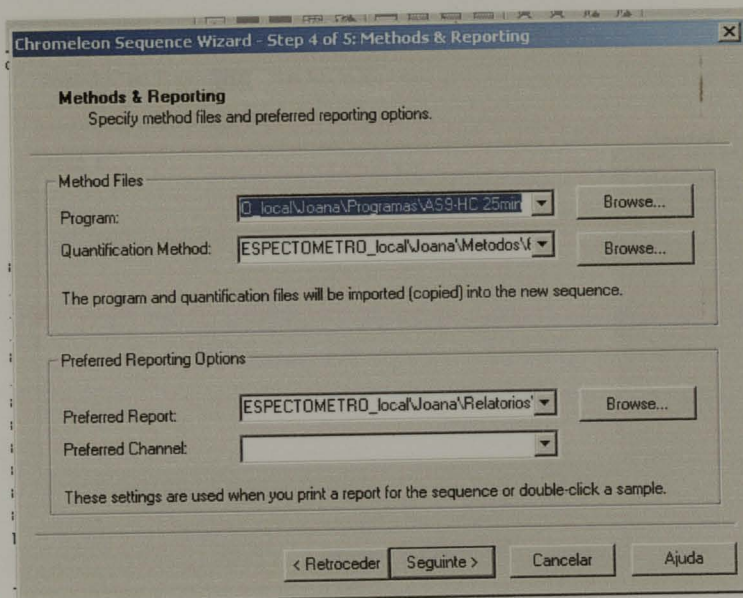 Chromeleon Sequence Wizard - Step 4 of 5: Methods & Reporting
Methods & Reporting
Specify method files and preferred reporting options.
Method Files
Program: O_local\Joana\Programas\AS9-HC 25min Browse...
Quantification Method: ESPECTOMETRO_local\Joana\Metodos\ Browse...
The program and quantification files will be imported (copied) into the new sequence.
Preferred Reporting Options
Preferred Report: ESPECTOMETRO_local\Joana\Relatorios\ Browse...
Preferred Channel:
These settings are used when you print a report for the sequence or double-click a sample.
< Retroceder Seguinte > Cancelar Ajuda